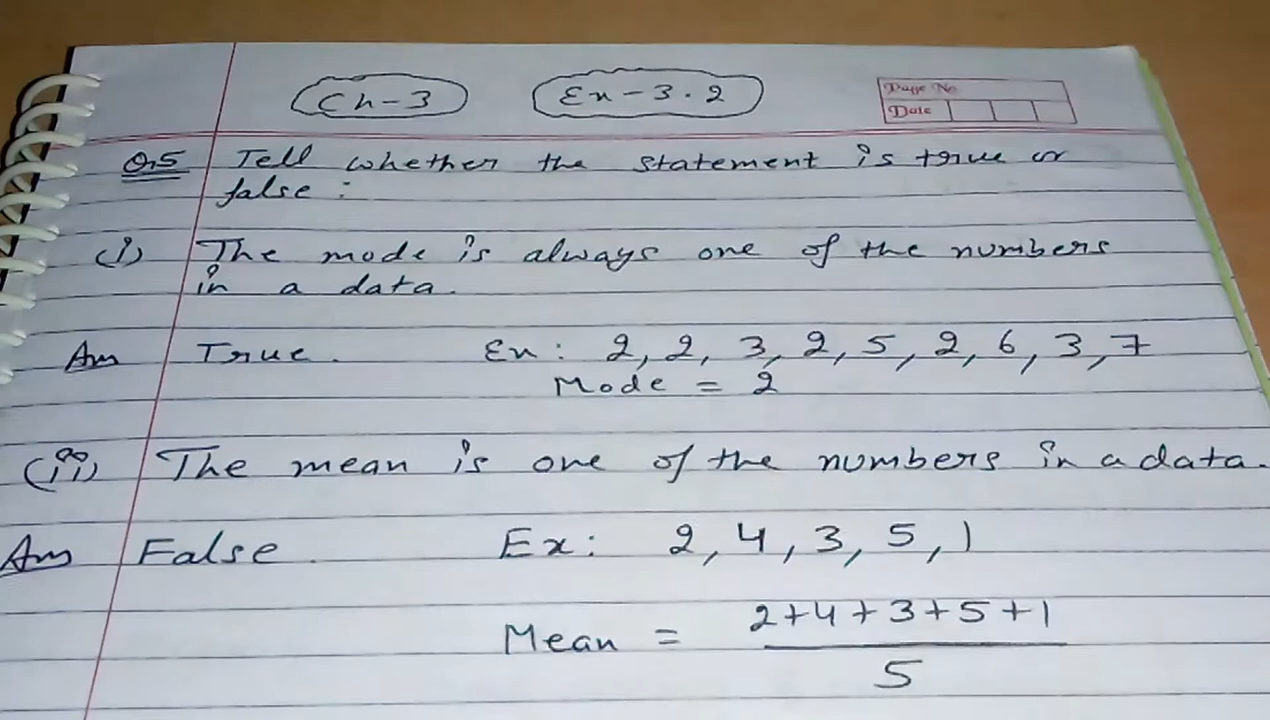 Ch-3 Ex-3.2
Page No.
Date
Q.5 Tell whether the statement is true or
false :
(i) The mode is always one of the numbers
in a data.
Ans True. Ex: 2, 2, 3, 2, 5, 2, 6, 3, 7
Mode = 2
(ii) The mean is one of the numbers in a data.
Ans False. Ex: 2, 4, 3, 5, 1
Mean = 2+4+3+5+1
5